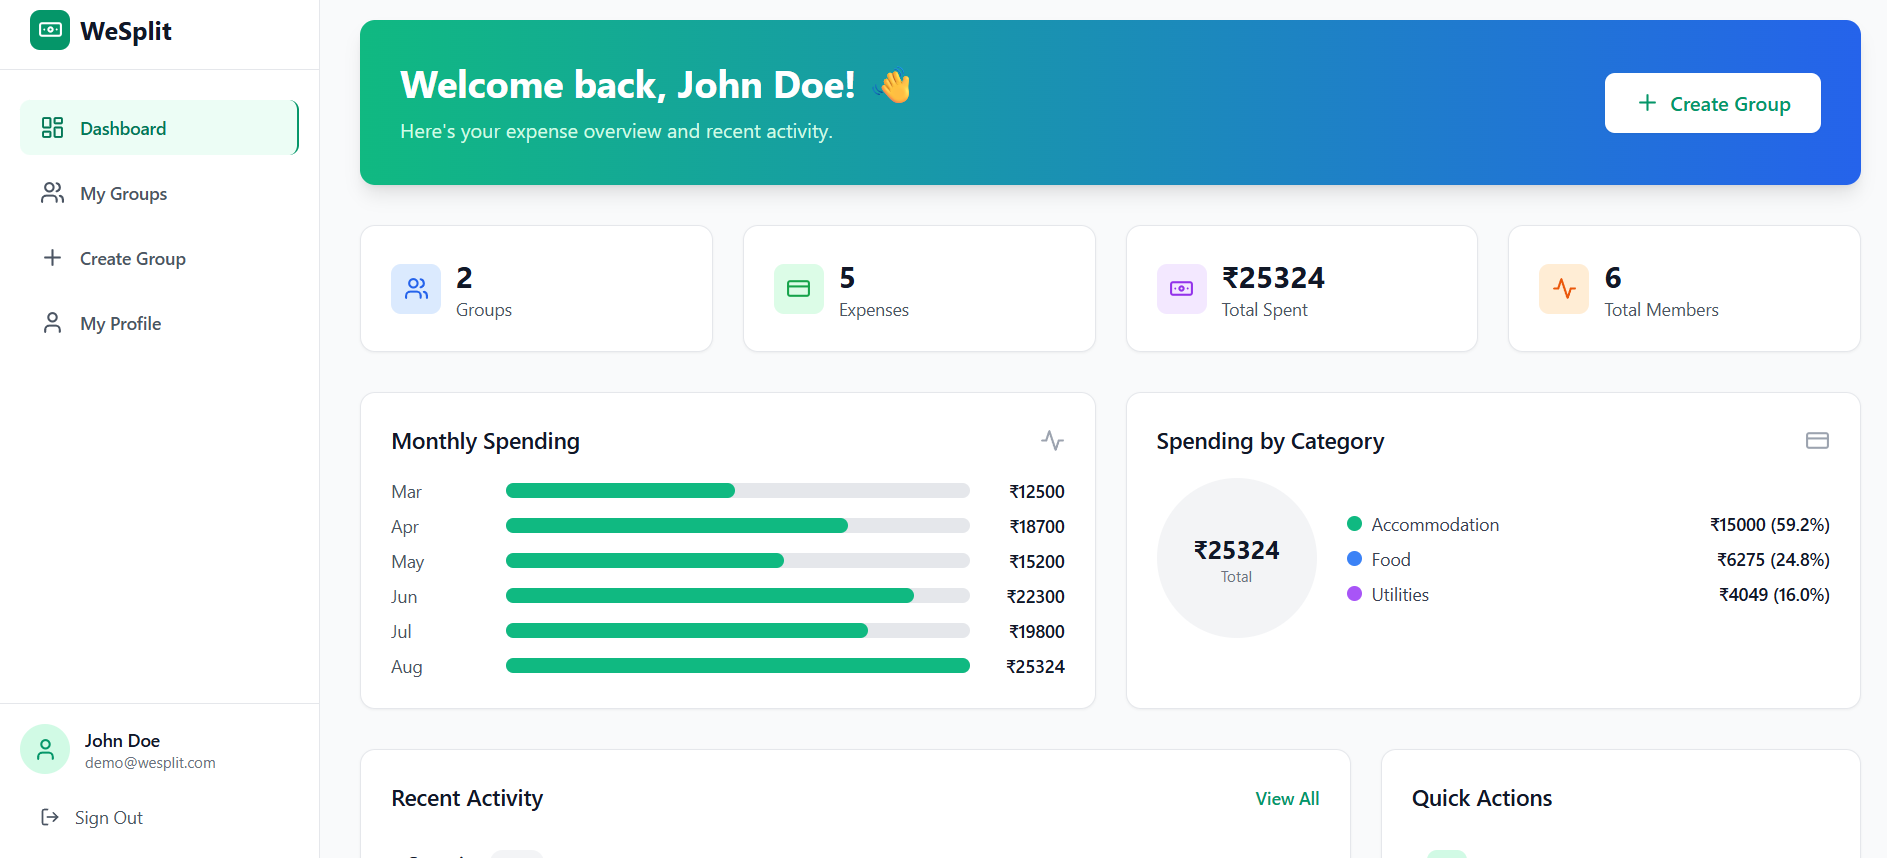 WeSplit
Dashboard
My Groups
Create Group
My Profile
John Doe
demo@wesplit.com
Sign Out
Welcome back, John Doe! 👋
Here's your expense overview and recent activity.
Create Group
2
Groups
5
Expenses
₹25324
Total Spent
6
Total Members
Monthly Spending
Mar ₹12500
Apr ₹18700
May ₹15200
Jun ₹22300
Jul ₹19800
Aug ₹25324
Spending by Category
₹25324
Total
Accommodation ₹15000 (59.2%)
Food ₹6275 (24.8%)
Utilities ₹4049 (16.0%)
Recent Activity
View All
Quick Actions